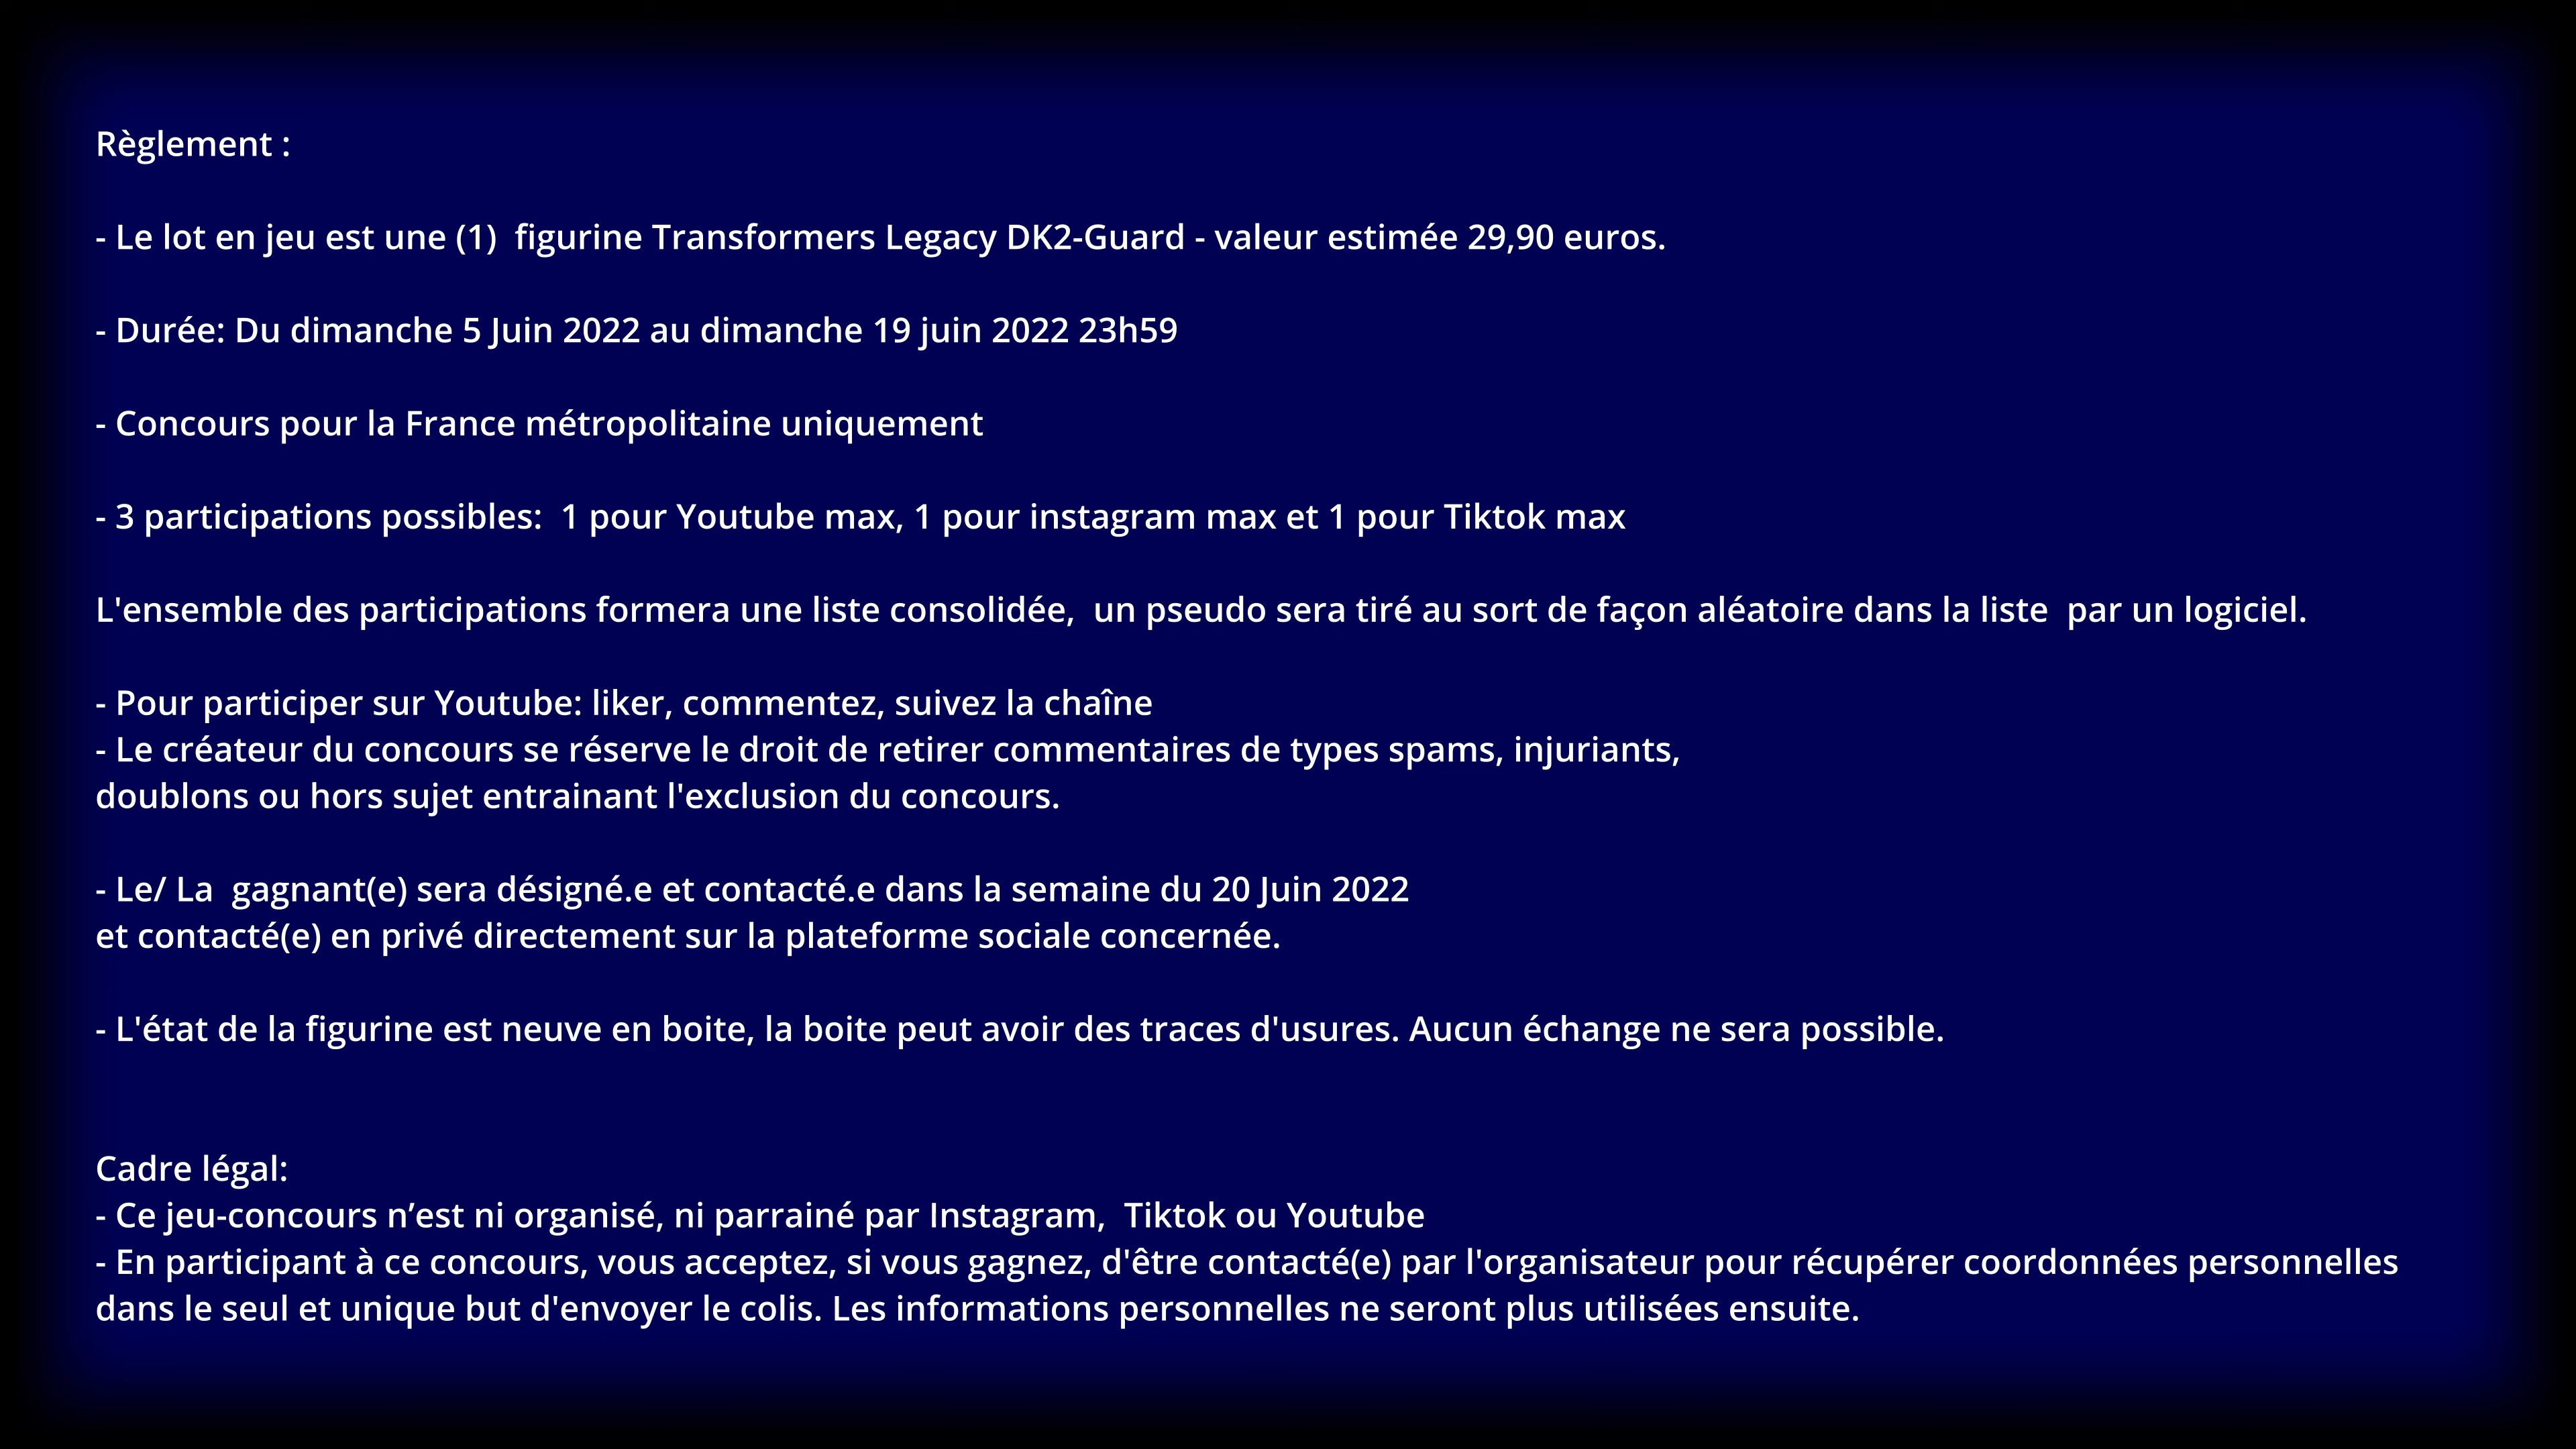 Règlement :
- Le lot en jeu est une (1)  figurine Transformers Legacy DK2-Guard - valeur estimée 29,90 euros.
- Durée: Du dimanche 5 Juin 2022 au dimanche 19 juin 2022 23h59
- Concours pour la France métropolitaine uniquement
- 3 participations possibles:  1 pour Youtube max, 1 pour instagram max et 1 pour Tiktok max
L'ensemble des participations formera une liste consolidée,  un pseudo sera tiré au sort de façon aléatoire dans la liste  par un logiciel.
- Pour participer sur Youtube: liker, commentez, suivez la chaîne
- Le créateur du concours se réserve le droit de retirer commentaires de types spams, injuriants,
doublons ou hors sujet entrainant l'exclusion du concours.
- Le/ La  gagnant(e) sera désigné.e et contacté.e dans la semaine du 20 Juin 2022
et contacté(e) en privé directement sur la plateforme sociale concernée.
- L'état de la figurine est neuve en boite, la boite peut avoir des traces d'usures. Aucun échange ne sera possible.
Cadre légal:
- Ce jeu-concours n’est ni organisé, ni parrainé par Instagram,  Tiktok ou Youtube
- En participant à ce concours, vous acceptez, si vous gagnez, d'être contacté(e) par l'organisateur pour récupérer coordonnées personnelles
dans le seul et unique but d'envoyer le colis. Les informations personnelles ne seront plus utilisées ensuite.